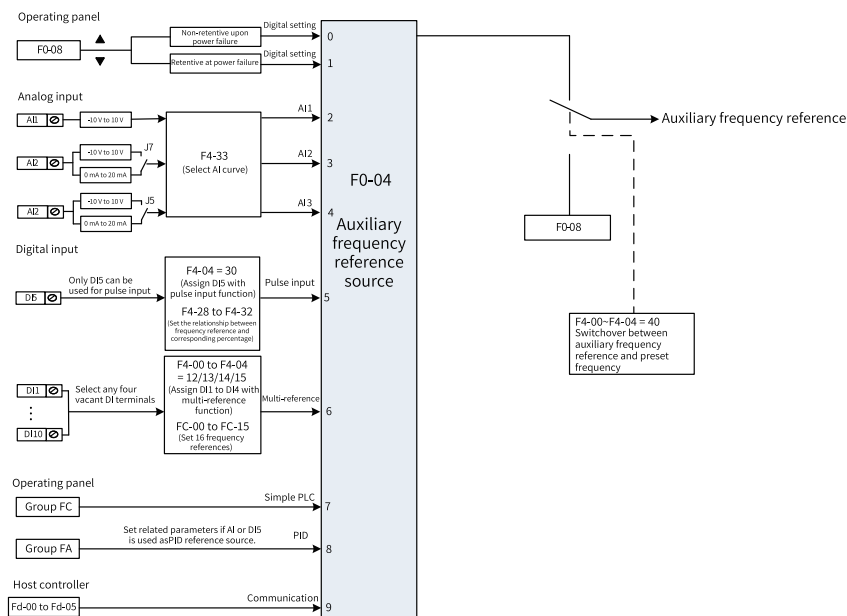 Operating panel
F0-08
Non-retentive upon
power failure
Digital setting
0
Retentive at power failure
Digital setting
1
Analog input
AI1
-10 V to 10 V
AI1
2
AI2
-10 V to 10 V
0 mA to 20 mA
J7
AI2
3
AI2
-10 V to 10 V
0 mA to 20 mA
J5
AI3
4
F4-33
(Select AI curve)
F0-04
Auxiliary
frequency
reference
source
Auxiliary frequency reference
F0-08
F4-00~F4-04 = 40
Switchover between
auxiliary frequency
reference and preset
frequency
Digital input
DI5
Only DI5 can be
used for pulse input
F4-04 = 30
(Assign DI5 with
pulse input function)
F4-28 to F4-32
(Set the relationship between
frequency reference and
corresponding percentage)
Pulse input
5
DI1
DI10
Select any four
vacant DI terminals
F4-00 to F4-04
= 12/13/14/15
(Assign DI1 to DI4 with
multi-reference
function)
FC-00 to FC-15
(Set 16 frequency
references)
Multi-reference
6
Operating panel
Group FC
Simple PLC
7
Group FA
Set related parameters if AI or DI5
is used asPID reference source.
PID
8
Host controller
Fd-00 to Fd-05
Communication
9